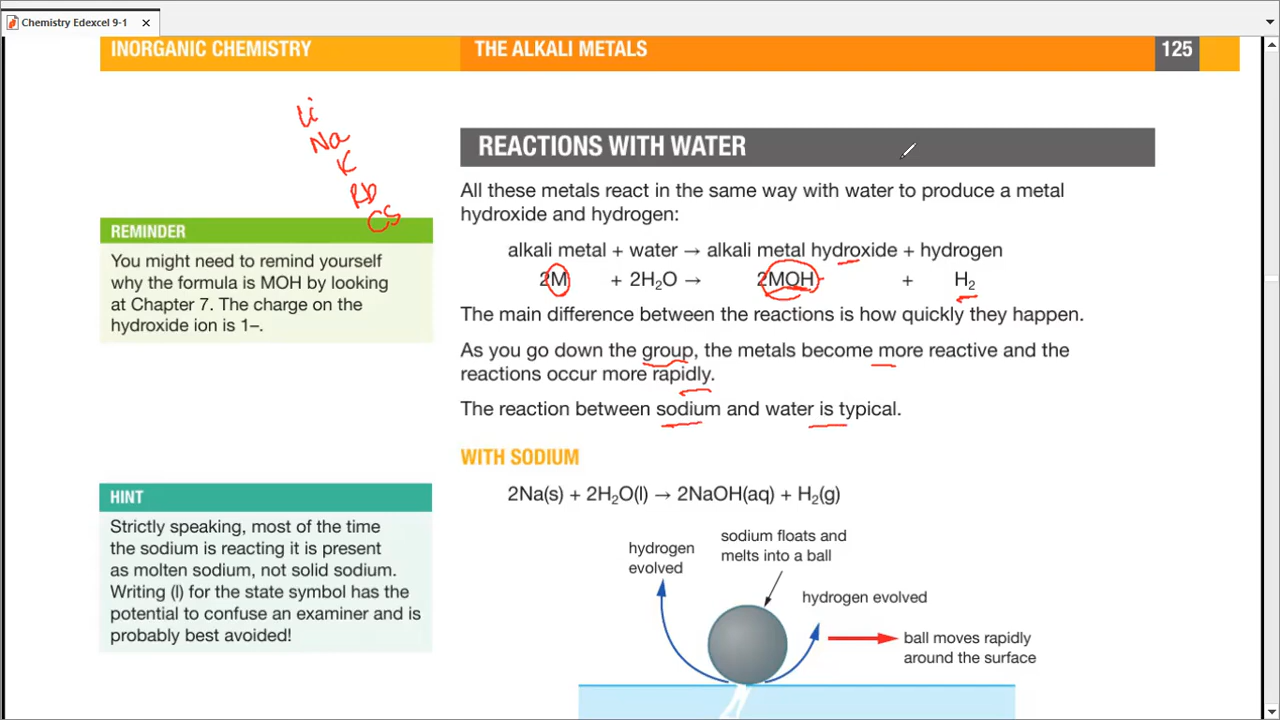 Chemistry Edexcel 9-1
INORGANIC CHEMISTRY
THE ALKALI METALS
125
Li
Na
K
Rb
Cs
REMINDER
You might need to remind yourself
why the formula is MOH by looking
at Chapter 7. The charge on the
hydroxide ion is 1–.
REACTIONS WITH WATER
All these metals react in the same way with water to produce a metal
hydroxide and hydrogen:
alkali metal + water → alkali metal hydroxide + hydrogen
2M + 2H₂O → 2MOH + H₂
The main difference between the reactions is how quickly they happen.
As you go down the group, the metals become more reactive and the
reactions occur more rapidly.
The reaction between sodium and water is typical.
WITH SODIUM
2Na(s) + 2H₂O(l) → 2NaOH(aq) + H₂(g)
HINT
Strictly speaking, most of the time
the sodium is reacting it is present
as molten sodium, not solid sodium.
Writing (l) for the state symbol has the
potential to confuse an examiner and is
probably best avoided!
hydrogen
evolved
sodium floats and
melts into a ball
hydrogen evolved
ball moves rapidly
around the surface